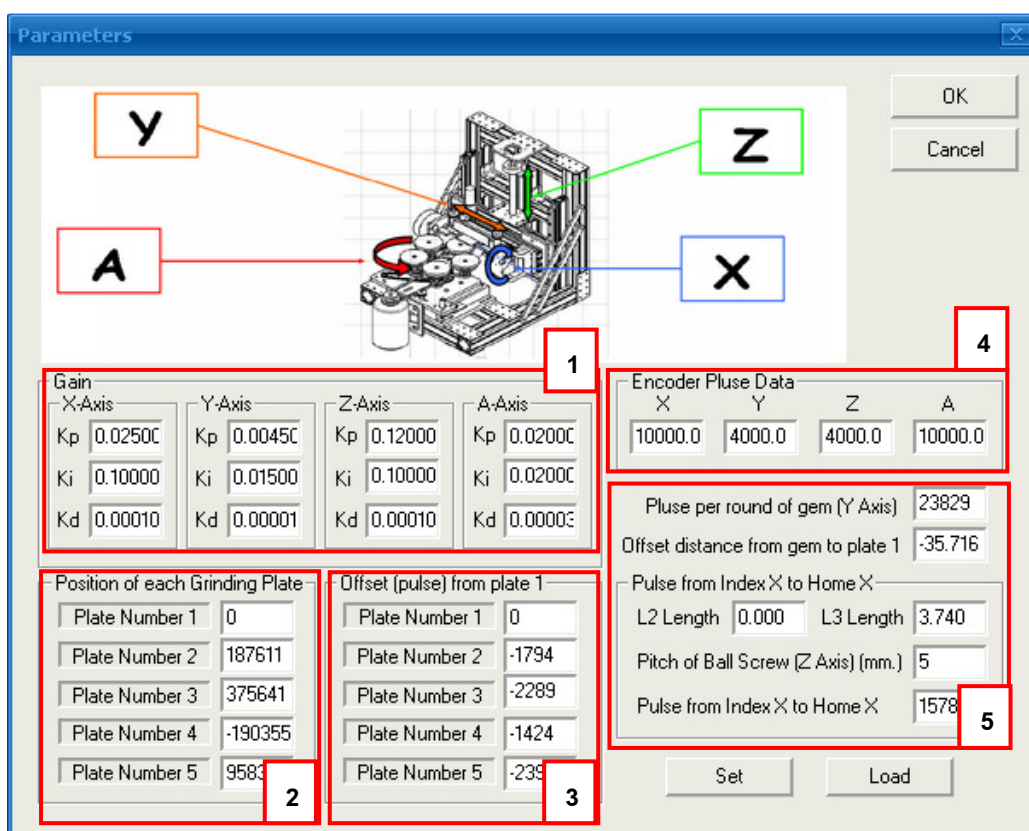 Parameters
OK
Cancel
Y
Z
A
X
1
4
Gain
X-Axis
Kp 0.02500
Ki 0.10000
Kd 0.00010
Y-Axis
Kp 0.00450
Ki 0.01500
Kd 0.00001
Z-Axis
Kp 0.12000
Ki 0.10000
Kd 0.00010
A-Axis
Kp 0.02000
Ki 0.02000
Kd
Encoder Pluse Data
X Y Z A
10000.0 4000.0 4000.0 10000.0
Pluse per round of gem (Y Axis) 23829
Offset distance from gem to plate 1 -35.716
Pulse from Index X to Home X
L2 Length 0.000 L3 Length 3.740
Pitch of Ball Screw (Z Axis) (mm.) 5
Pulse from Index X to Home X
5
Position of each Grinding Plate
Plate Number 1 0
Plate Number 2 187611
Plate Number 3 375641
Plate Number 4 -190355
Plate Number 5
2
Offset (pulse) from plate 1
Plate Number 1 0
Plate Number 2 -1794
Plate Number 3 -2289
Plate Number 4 -1424
Plate Number 5
3
Set
Load